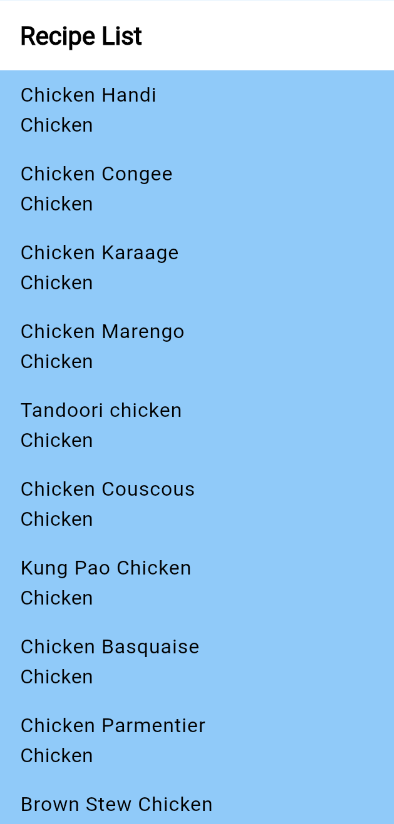 Recipe List
Chicken Handi
Chicken
Chicken Congee
Chicken
Chicken Karaage
Chicken
Chicken Marengo
Chicken
Tandoori chicken
Chicken
Chicken Couscous
Chicken
Kung Pao Chicken
Chicken
Chicken Basquaise
Chicken
Chicken Parmentier
Chicken
Brown Stew Chicken